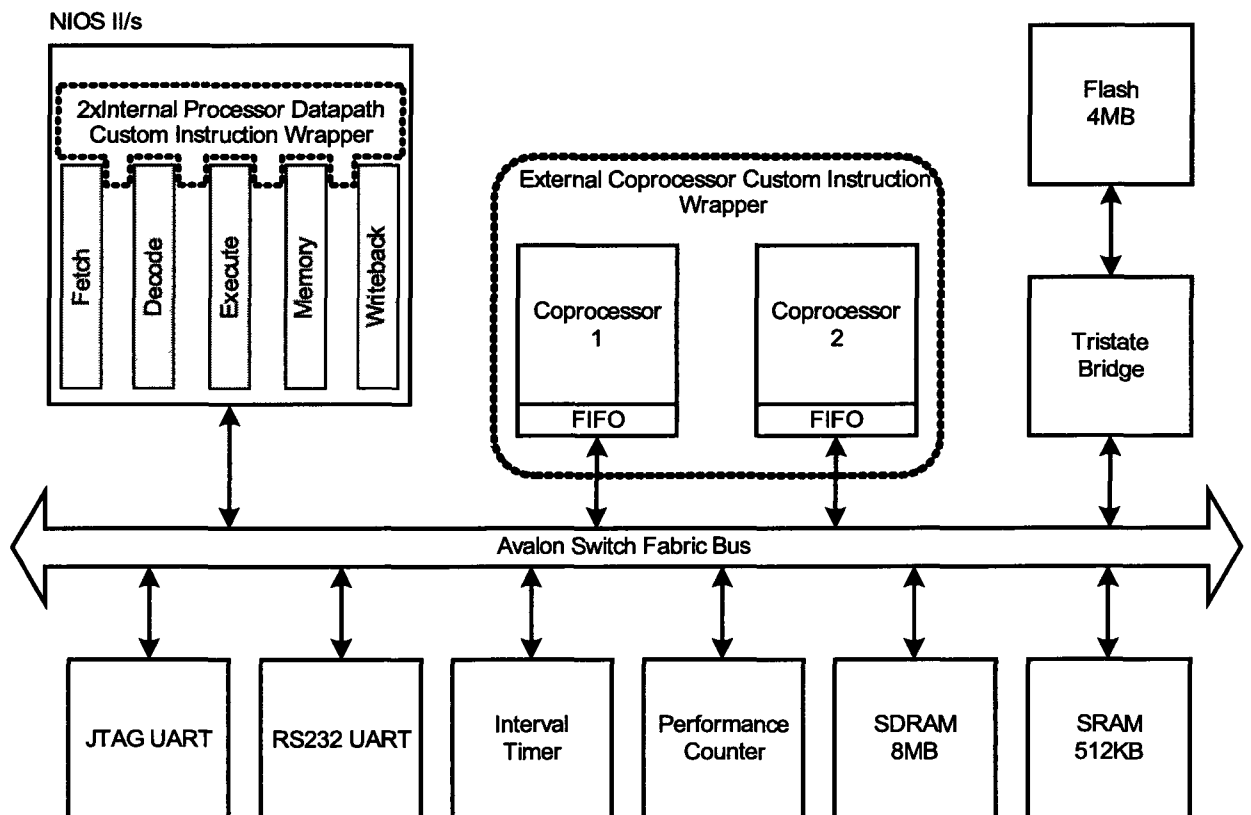 NIOS II/s
2xInternal Processor Datapath
Custom Instruction Wrapper
Fetch
Decode
Execute
Memory
Writeback
External Coprocessor Custom Instruction
Wrapper
Coprocessor
1
FIFO
Coprocessor
2
FIFO
Flash
4MB
Tristate
Bridge
Avalon Switch Fabric Bus
JTAG UART
RS232 UART
Interval
Timer
Performance
Counter
SDRAM
8MB
SRAM
512KB